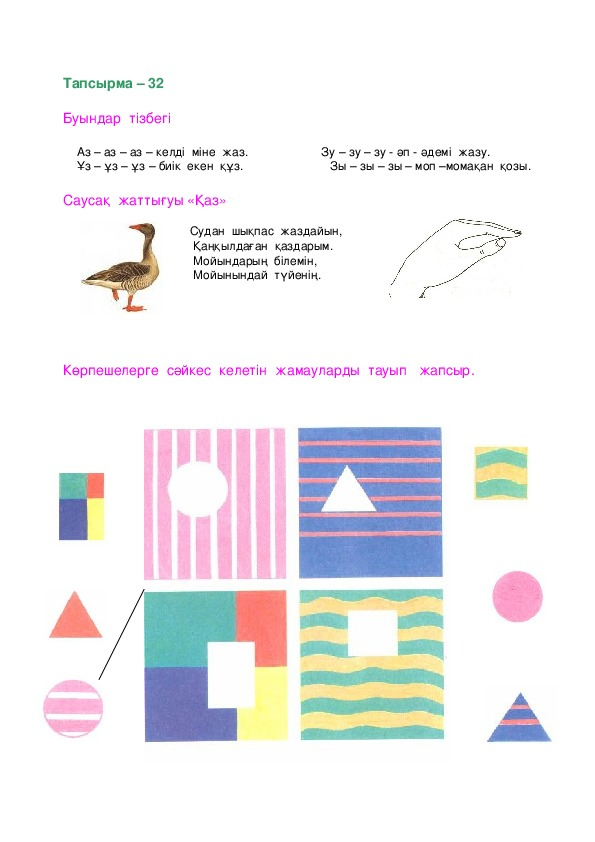 Тапсырма – 32
Буындар тізбегі
Аз – аз – аз – келді міне жаз. Зу – зу – зу - әп - әдемі жазу.
Ұз – ұз – ұз – биік екен құз. Зы – зы – зы – моп –момақан қозы.
Саусақ жаттығуы «Қаз»
Судан шықпас жаздайын,
Қаңқылдаған қаздарым.
Мойындарың білемін,
Мойынындай түйенің.
Көрпешелерге сәйкес келетін жамауларды тауып жапсыр.